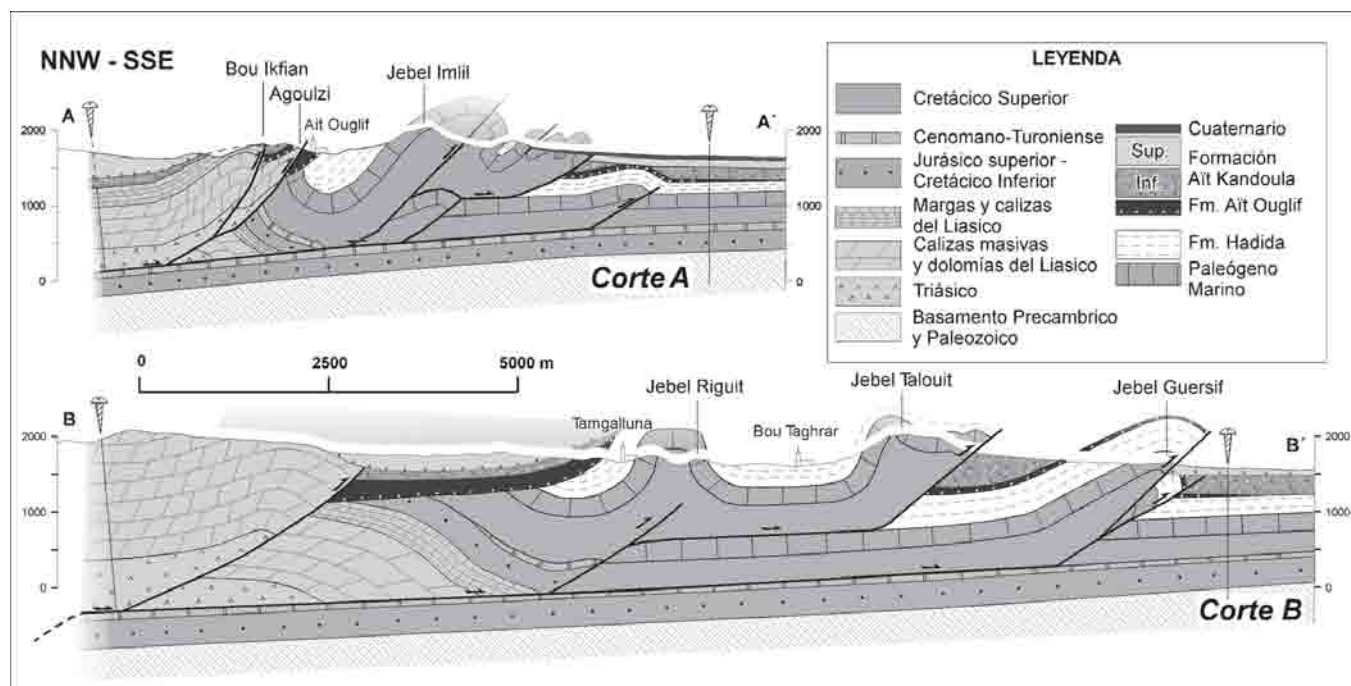 NNW - SSE
Bou Ikfian
Agoulzi
Aït Ouglif
Jebel Imlil
A
A´
2000
1000
0
2000
1000
0
Corte A
LEYENDA
Cretácico Superior
Cenomano-Turoniense
Jurásico superior -
Cretácico Inferior
Margas y calizas
del Liasico
Calizas masivas
y dolomías del Liasico
Triásico
Basamento Precambrico
y Paleozoico
Cuaternario
Sup.
Formación
Inf
Aït Kandoula
Fm. Aït Ouglif
Fm. Hadida
Paleógeno
Marino
0
2500
5000 m
Jebel Riguit
Jebel Talouit
Jebel Guersif
Tamgalluna
Bou Taghrar
B
B´
2000
1000
0
2000
1000
0
Corte B